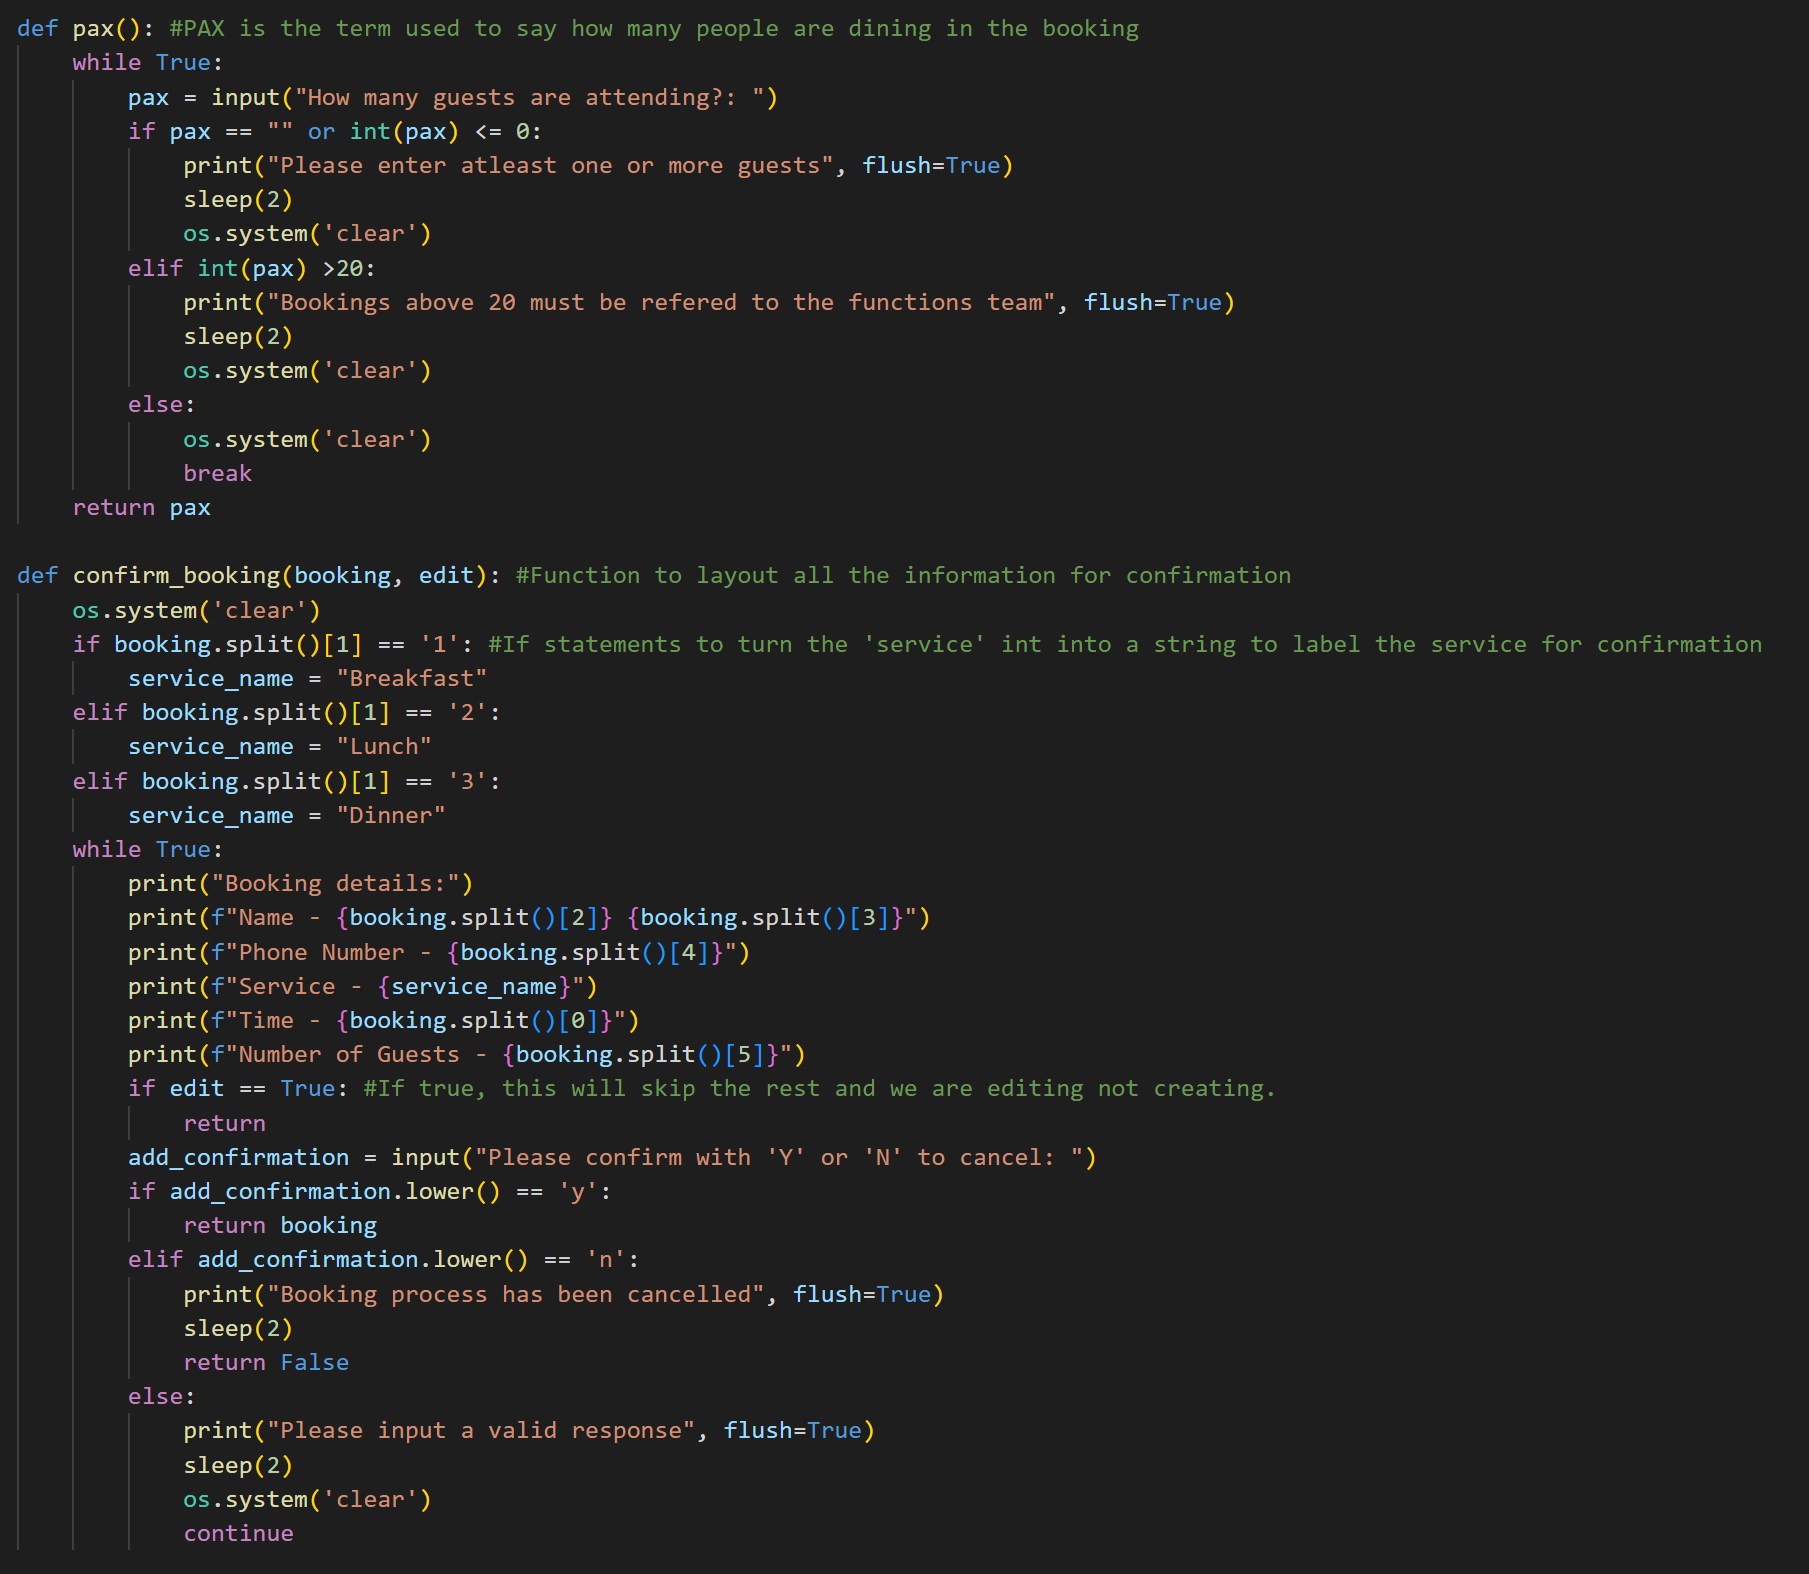 def pax(): #PAX is the term used to say how many people are dining in the booking
    while True:
        pax = input("How many guests are attending?: ")
        if pax == "" or int(pax) <= 0:
            print("Please enter atleast one or more guests", flush=True)
            sleep(2)
            os.system('clear')
        elif int(pax) >20:
            print("Bookings above 20 must be refered to the functions team", flush=True)
            sleep(2)
            os.system('clear')
        else:
            os.system('clear')
            break
    return pax

def confirm_booking(booking, edit): #Function to layout all the information for confirmation
    os.system('clear')
    if booking.split()[1] == '1': #If statements to turn the 'service' int into a string to label the service for confirmation
        service_name = "Breakfast"
    elif booking.split()[1] == '2':
        service_name = "Lunch"
    elif booking.split()[1] == '3':
        service_name = "Dinner"
    while True:
        print("Booking details:")
        print(f"Name - {booking.split()[2]} {booking.split()[3]}")
        print(f"Phone Number - {booking.split()[4]}")
        print(f"Service - {service_name}")
        print(f"Time - {booking.split()[0]}")
        print(f"Number of Guests - {booking.split()[5]}")
        if edit == True: #If true, this will skip the rest and we are editing not creating.
            return
        add_confirmation = input("Please confirm with 'Y' or 'N' to cancel: ")
        if add_confirmation.lower() == 'y':
            return booking
        elif add_confirmation.lower() == 'n':
            print("Booking process has been cancelled", flush=True)
            sleep(2)
            return False
        else:
            print("Please input a valid response", flush=True)
            sleep(2)
            os.system('clear')
            continue